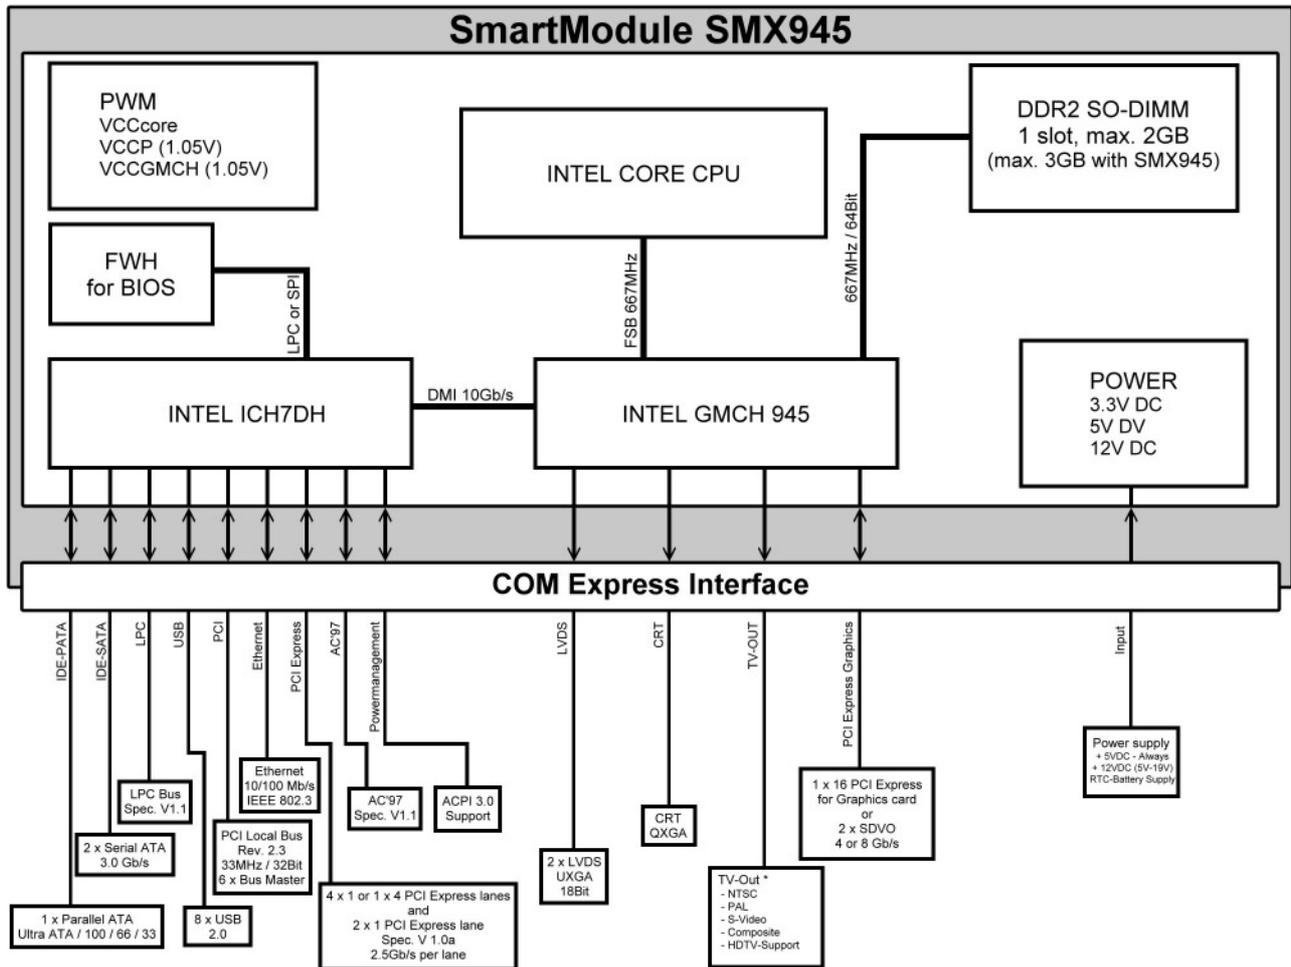 SmartModule SMX945
PWM
VCCcore
VCCP (1.05V)
VCCGMCH (1.05V)
INTEL CORE CPU
DDR2 SO-DIMM
1 slot, max. 2GB
(max. 3GB with SMX945)
FWH
for BIOS
LPC or SPI
FSB 667MHz
667MHz / 64Bit
INTEL ICH7DH
DMI 10Gb/s
INTEL GMCH 945
POWER
3.3V DC
5V DV
12V DC
COM Express Interface
IDE-PATA
IDE-SATA
LPC
USB
PCI
Ethernet
PCI Express
AC'97
Powermanagement
LVDS
CRT
TV-OUT
PCI Express Graphics
Input
1 x Parallel ATA
Ultra ATA / 100 / 66 / 33
2 x Serial ATA
3.0 Gb/s
LPC Bus
Spec. V1.1
8 x USB
2.0
PCI Local Bus
Rev. 2.3
33MHz / 32Bit
6 x Bus Master
Ethernet
10/100 Mb/s
IEEE 802.3
4 x 1 or 1 x 4 PCI Express lanes
and
2 x 1 PCI Express lane
Spec. V 1.0a
2.5Gb/s per lane
AC'97
Spec. V1.1
ACPI 3.0
Support
2 x LVDS
UXGA
18Bit
CRT
QXGA
TV-Out *
- NTSC
- PAL
- S-Video
- Composite
- HDTV-Support
1 x 16 PCI Express
for Graphics card
or
2 x SDVO
4 or 8 Gb/s
Power supply
+ 5VDC - Always
+ 12VDC (5V-19V)
RTC-Battery Supply